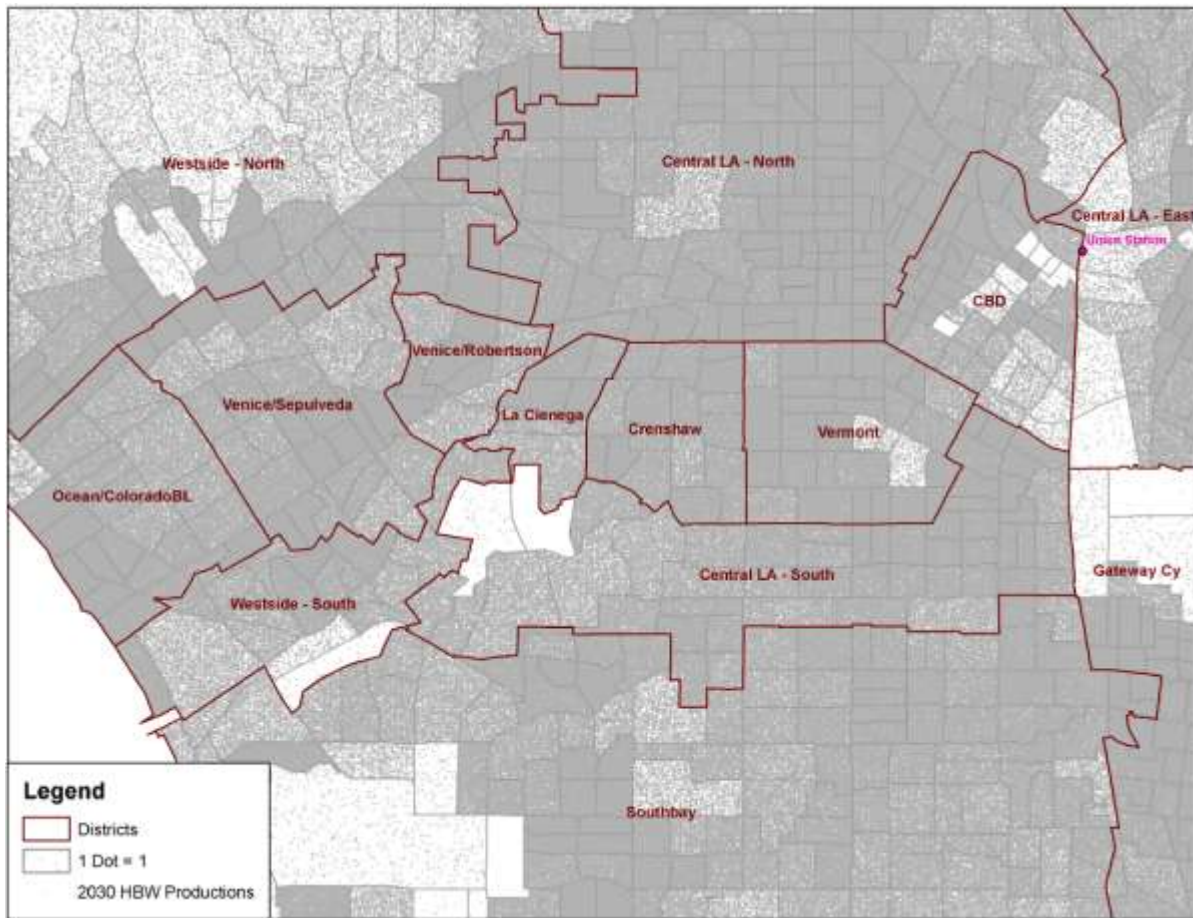 Westside - North
Central LA - North
Central LA - East
Union Station
CBD
Venice/Robertson
Venice/Sepulveda
La Cienega
Crenshaw
Vermont
Ocean/ColoradoBL
Central LA - South
Gateway Cy
Westside - South
Southbay
Legend
Districts
1 Dot = 1
2030 HBW Productions